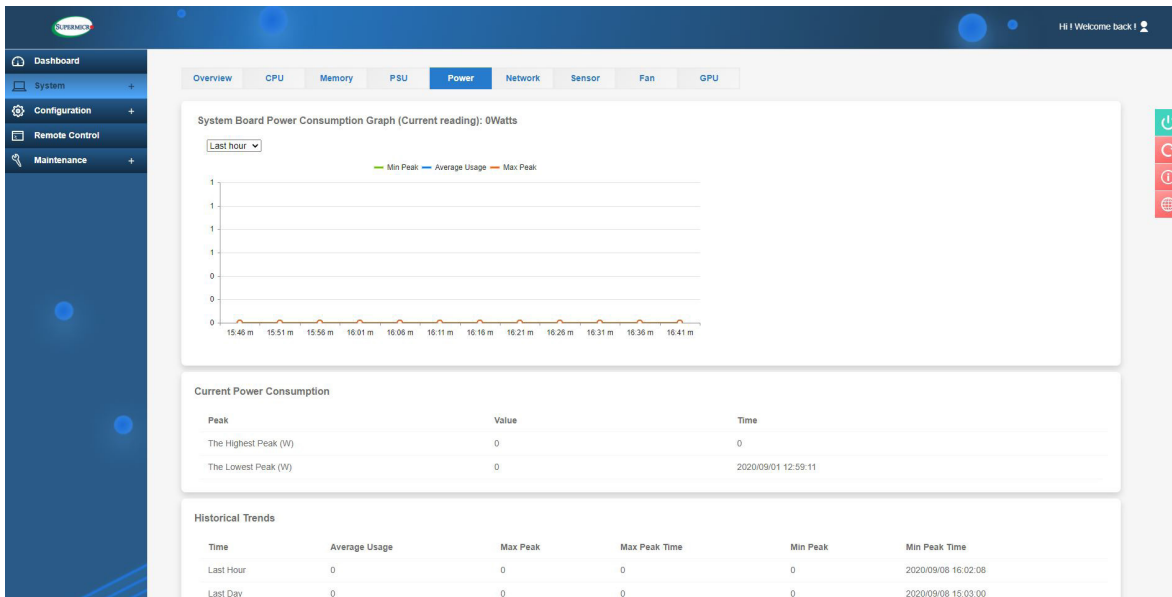 SUPERMICR
Hi ! Welcome back !
Dashboard
System +
Configuration +
Remote Control
Maintenance +
Overview CPU Memory PSU Power Network Sensor Fan GPU
System Board Power Consumption Graph (Current reading): 0Watts
Last hour
Min Peak Average Usage Max Peak
1
1
1
1
0
0
0
15:46 m 15:51 m 15:56 m 16:01 m 16:06 m 16:11 m 16:16 m 16:21 m 16:26 m 16:31 m 16:36 m 16:41 m
Current Power Consumption
Peak Value Time
The Highest Peak (W) 0 0
The Lowest Peak (W) 0 2020/09/01 12:59:11
Historical Trends
Time Average Usage Max Peak Max Peak Time Min Peak Min Peak Time
Last Hour 0 0 0 0 2020/09/08 16:02:08
Last Day 0 0 0 0 2020/09/08 15:03:00